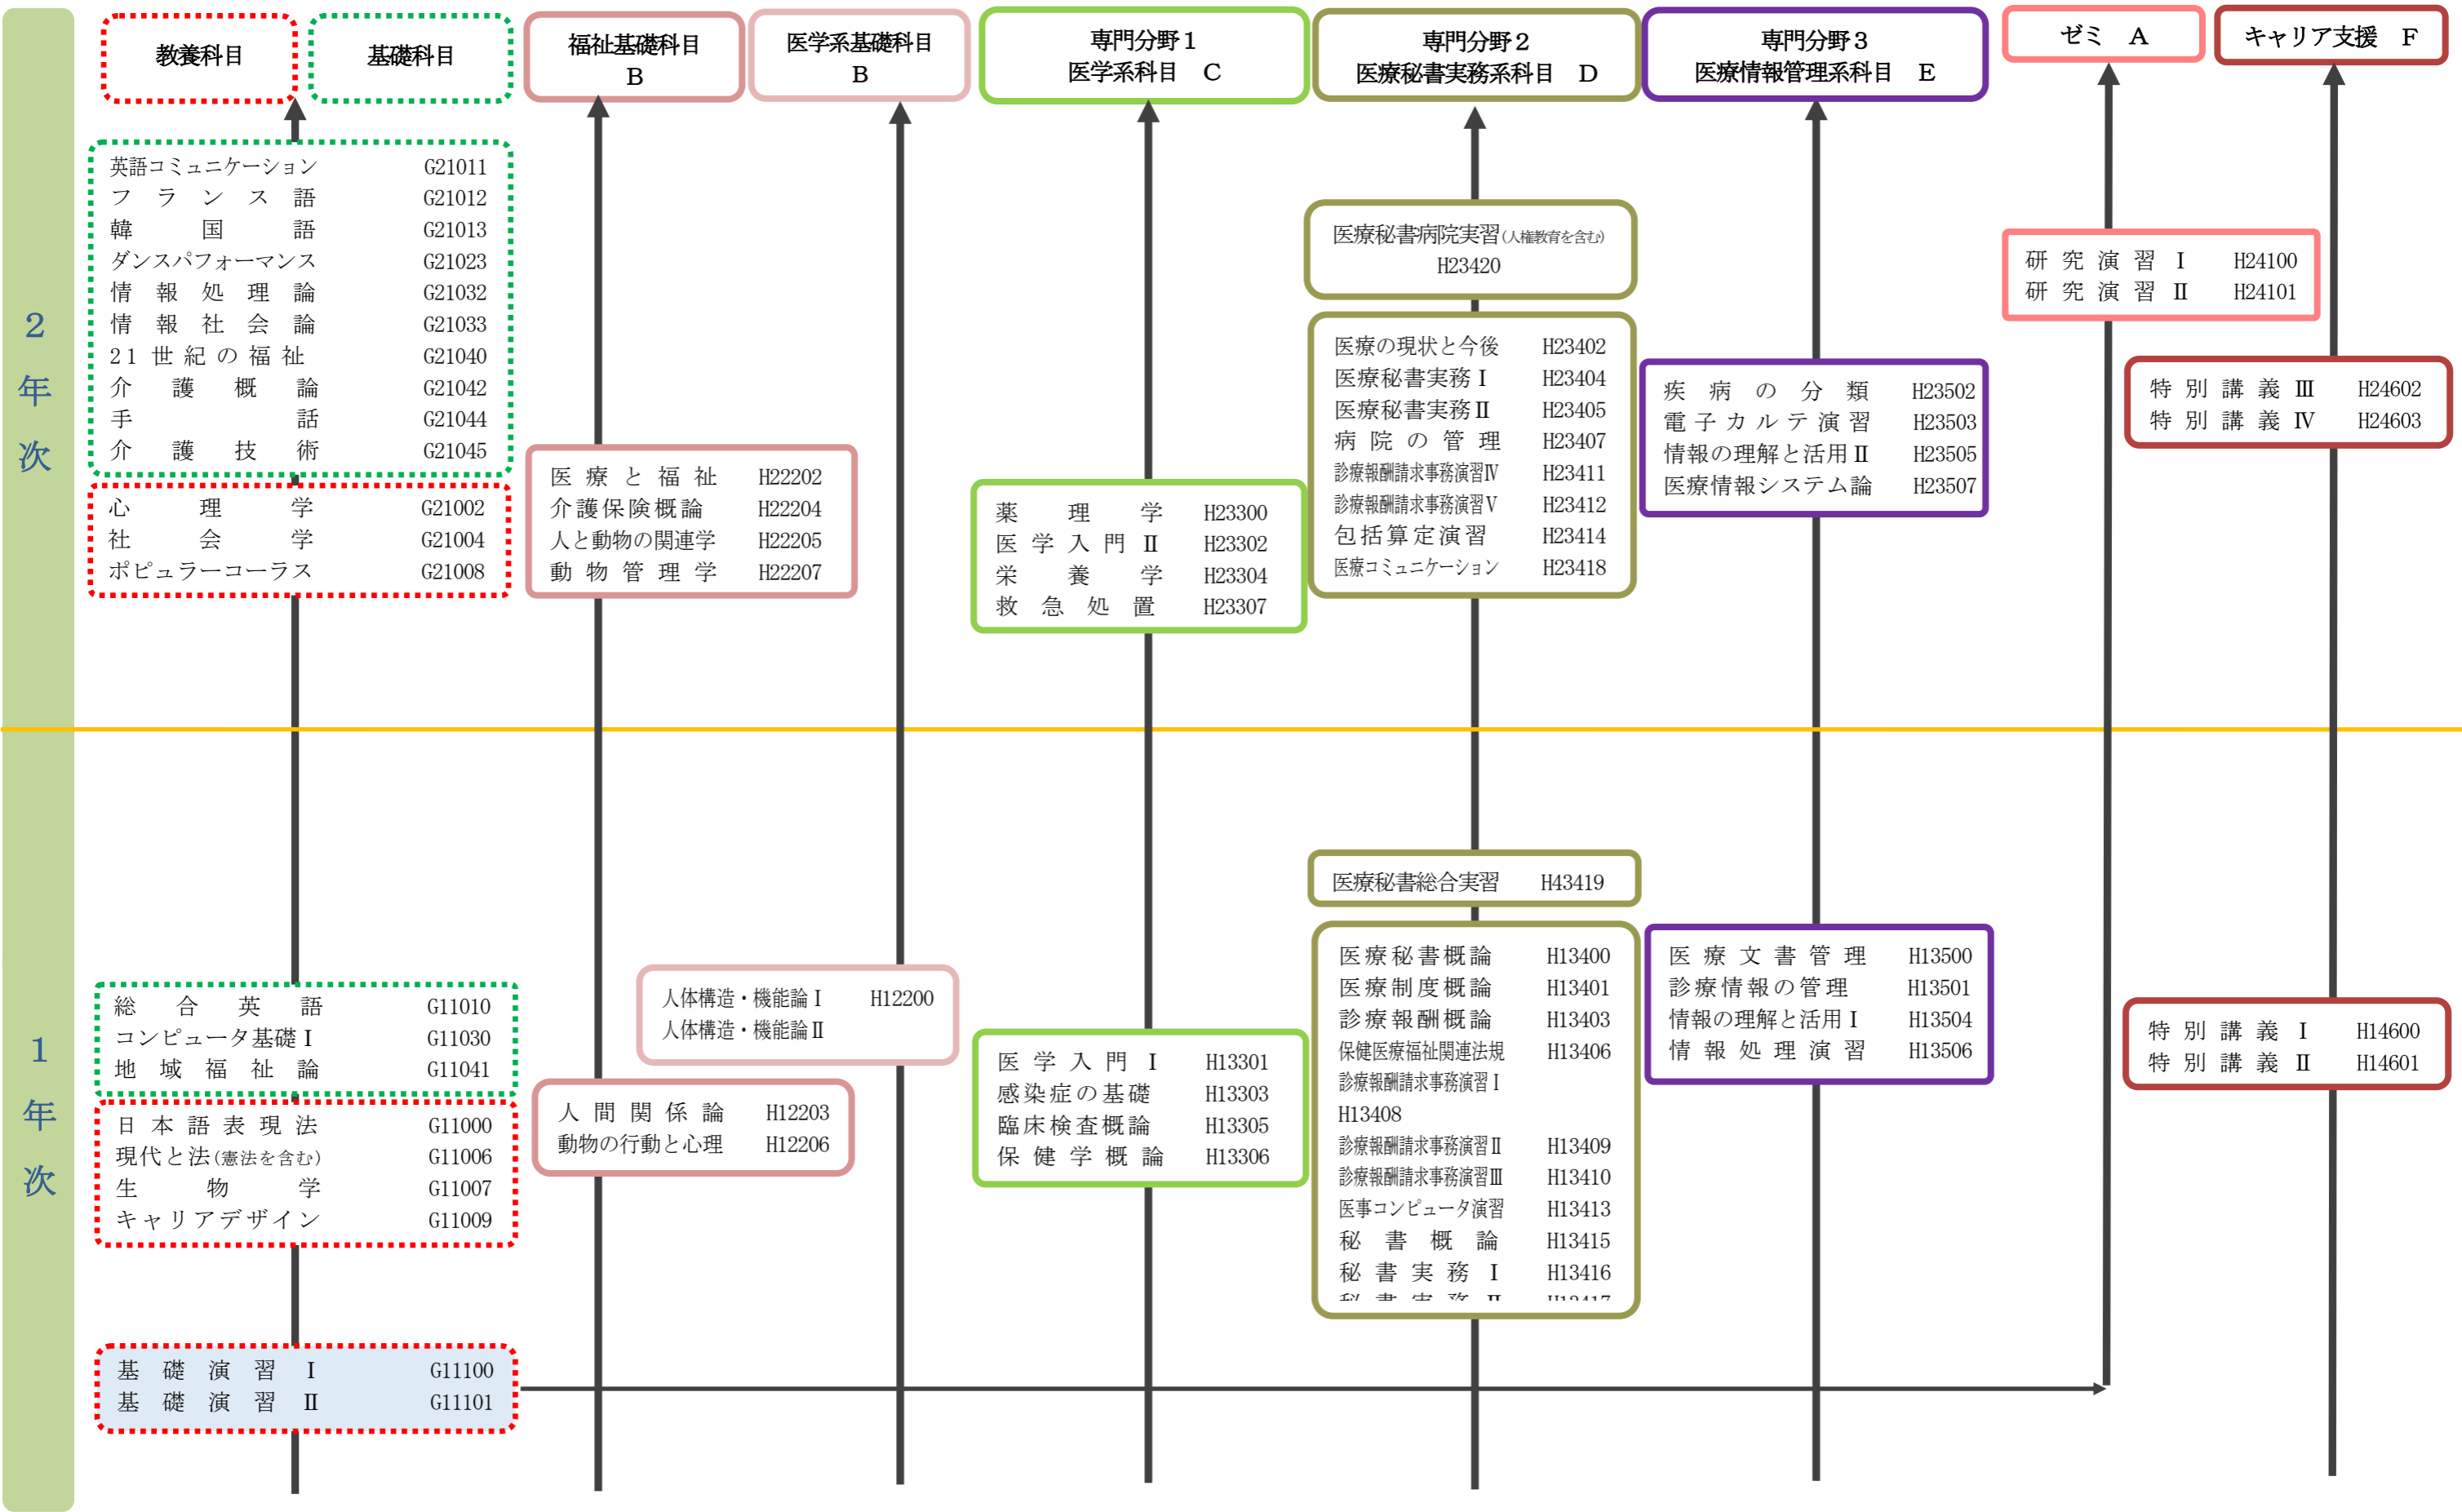 教養科目
基礎科目
福祉基礎科目
B
医学系基礎科目
B
専門分野1
医学系科目 C
専門分野2
医療秘書実務系科目 D
専門分野3
医療情報管理系科目 E
ゼミ A
キャリア支援 F
2
年
次
英語コミュニケーション G21011
フランス語 G21012
韓国語 G21013
ダンスパフォーマンス G21023
情報処理論 G21032
情報社会論 G21033
21世紀の福祉 G21040
介護概論 G21042
手話 G21044
介護技術 G21045
心理学 G21002
社会学 G21004
ポピュラーコーラス G21008
医療と福祉 H22202
介護保険概論 H22204
人と動物の関連学 H22205
動物管理学 H22207
薬理学 H23300
医学入門Ⅱ H23302
栄養学 H23304
救急処置 H23307
医療秘書病院実習(人権教育を含む)
H23420
医療の現状と今後 H23402
医療秘書実務Ⅰ H23404
医療秘書実務Ⅱ H23405
病院の管理 H23407
診療報酬請求事務演習Ⅳ H23411
診療報酬請求事務演習Ⅴ H23412
包括算定演習 H23414
医療コミュニケーション H23418
疾病の分類 H23502
電子カルテ演習 H23503
情報の理解と活用Ⅱ H23505
医療情報システム論 H23507
研究演習Ⅰ H24100
研究演習Ⅱ H24101
特別講義Ⅲ H24602
特別講義Ⅳ H24603
1
年
次
総合英語 G11010
コンピュータ基礎Ⅰ G11030
地域福祉論 G11041
日本語表現法 G11000
現代と法(憲法を含む) G11006
生物学 G11007
キャリアデザイン G11009
基礎演習Ⅰ G11100
基礎演習Ⅱ G11101
人体構造・機能論Ⅰ H12200
人体構造・機能論Ⅱ
人間関係論 H12203
動物の行動と心理 H12206
医学入門Ⅰ H13301
感染症の基礎 H13303
臨床検査概論 H13305
保健学概論 H13306
医療秘書総合実習 H43419
医療秘書概論 H13400
医療制度概論 H13401
診療報酬概論 H13403
保健医療福祉関連法規 H13406
診療報酬請求事務演習Ⅰ
H13408
診療報酬請求事務演習Ⅱ H13409
診療報酬請求事務演習Ⅲ H13410
医事コンピュータ演習 H13413
秘書概論 H13415
秘書実務Ⅰ H13416
秘書実務Ⅱ H13417
医療文書管理 H13500
診療情報の管理 H13501
情報の理解と活用Ⅰ H13504
情報処理演習 H13506
特別講義Ⅰ H14600
特別講義Ⅱ H14601